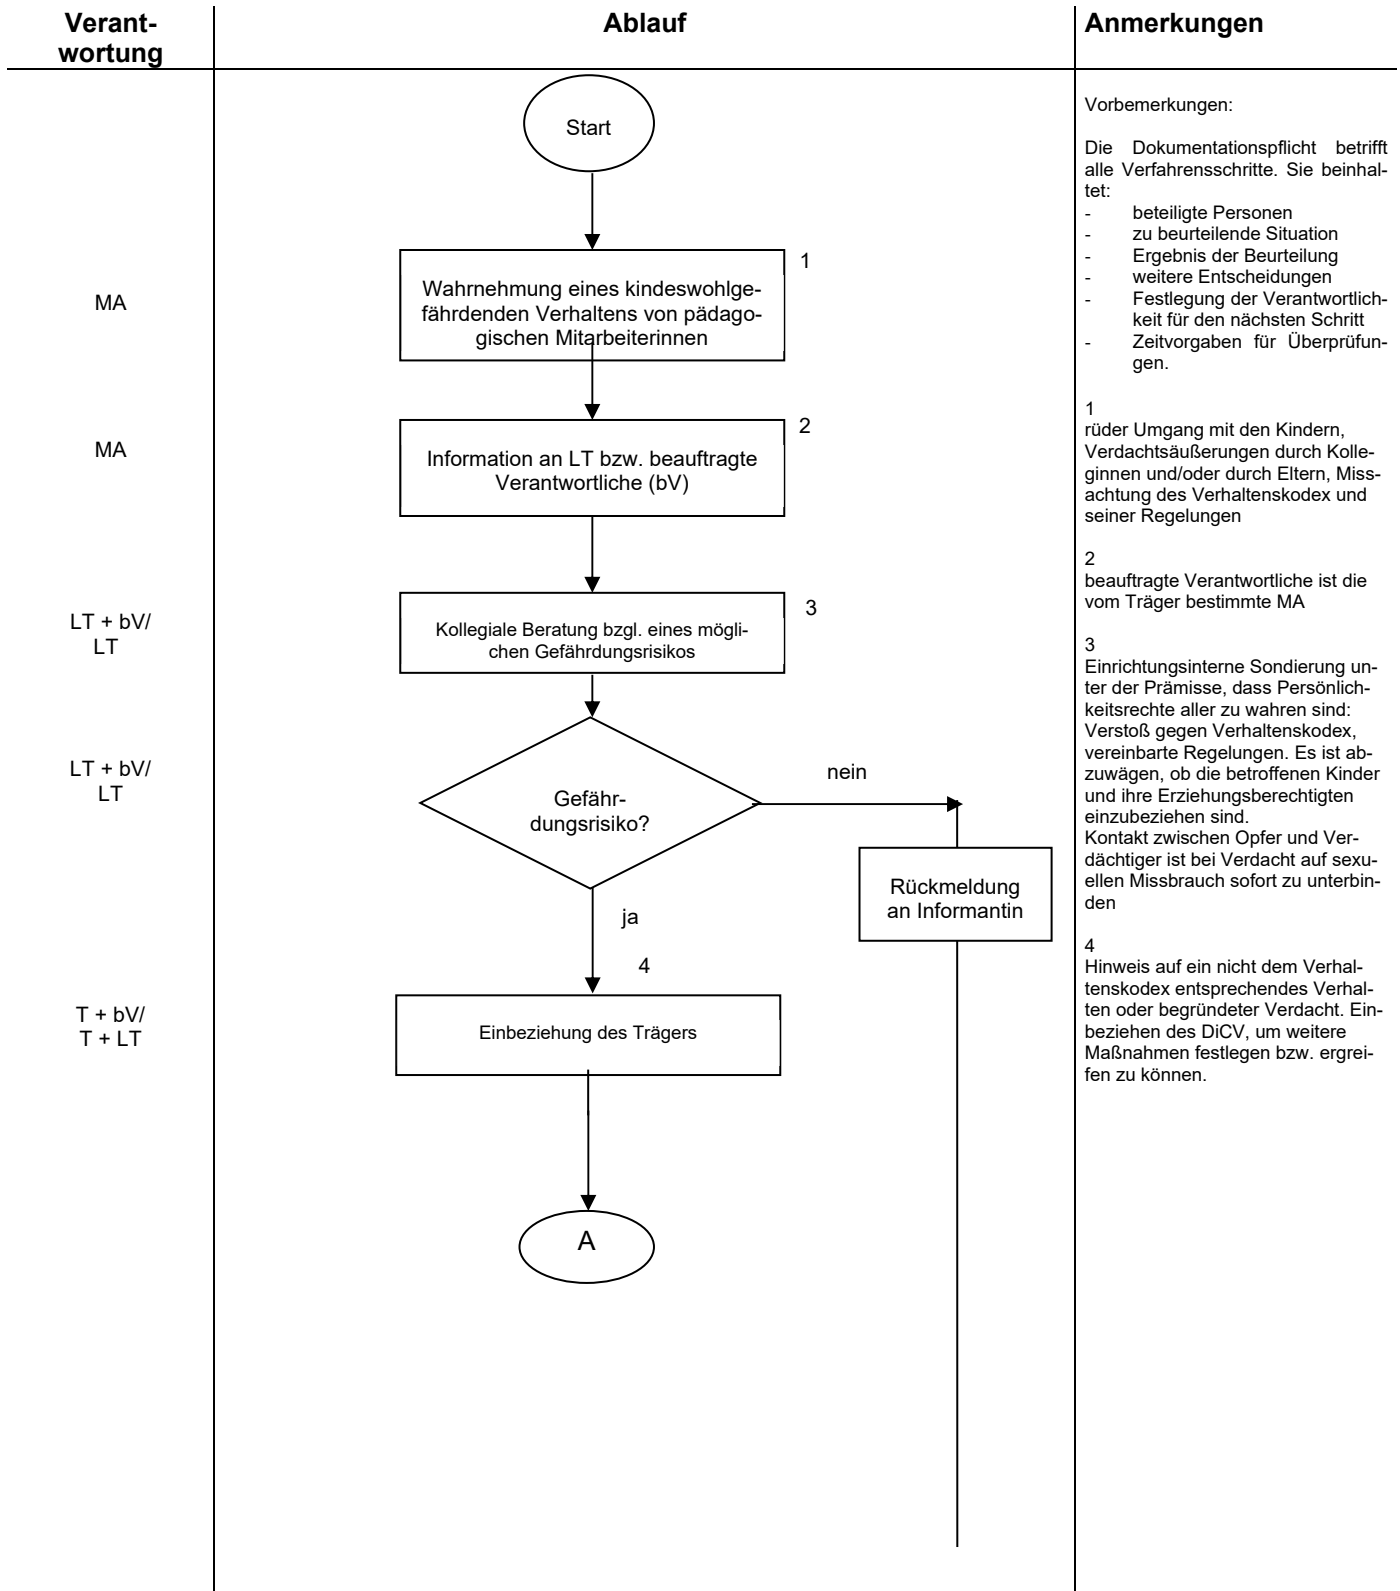 Verant-
wortung
Ablauf
Anmerkungen
Start
MA
Wahrnehmung eines kindeswohlge-
fährdenden Verhaltens von pädago-
gischen Mitarbeiterinnen
1
MA
Information an LT bzw. beauftragte
Verantwortliche (bV)
2
LT + bV/
LT
Kollegiale Beratung bzgl. eines mögli-
chen Gefährdungsrisikos
3
LT + bV/
LT
Gefähr-
dungsrisiko?
nein
Rückmeldung
an Informantin
ja
4
T + bV/
T + LT
Einbeziehung des Trägers
A
Vorbemerkungen:
Die Dokumentationspflicht betrifft
alle Verfahrensschritte. Sie beinhal-
tet:
- beteiligte Personen
- zu beurteilende Situation
- Ergebnis der Beurteilung
- weitere Entscheidungen
- Festlegung der Verantwortlich-
keit für den nächsten Schritt
- Zeitvorgaben für Überprüfun-
gen.
1
rüder Umgang mit den Kindern,
Verdachtsäußerungen durch Kolle-
ginnen und/oder durch Eltern, Miss-
achtung des Verhaltenskodex und
seiner Regelungen
2
beauftragte Verantwortliche ist die
vom Träger bestimmte MA
3
Einrichtungsinterne Sondierung un-
ter der Prämisse, dass Persönlich-
keitsrechte aller zu wahren sind:
Verstoß gegen Verhaltenskodex,
vereinbarte Regelungen. Es ist ab-
zuwägen, ob die betroffenen Kinder
und ihre Erziehungsberechtigten
einzubeziehen sind.
Kontakt zwischen Opfer und Ver-
dächtiger ist bei Verdacht auf sexu-
ellen Missbrauch sofort zu unterbin-
den
4
Hinweis auf ein nicht dem Verhal-
tenskodex entsprechendes Verhal-
ten oder begründeter Verdacht. Ein-
beziehen des DiCV, um weitere
Maßnahmen festlegen bzw. ergrei-
fen zu können.